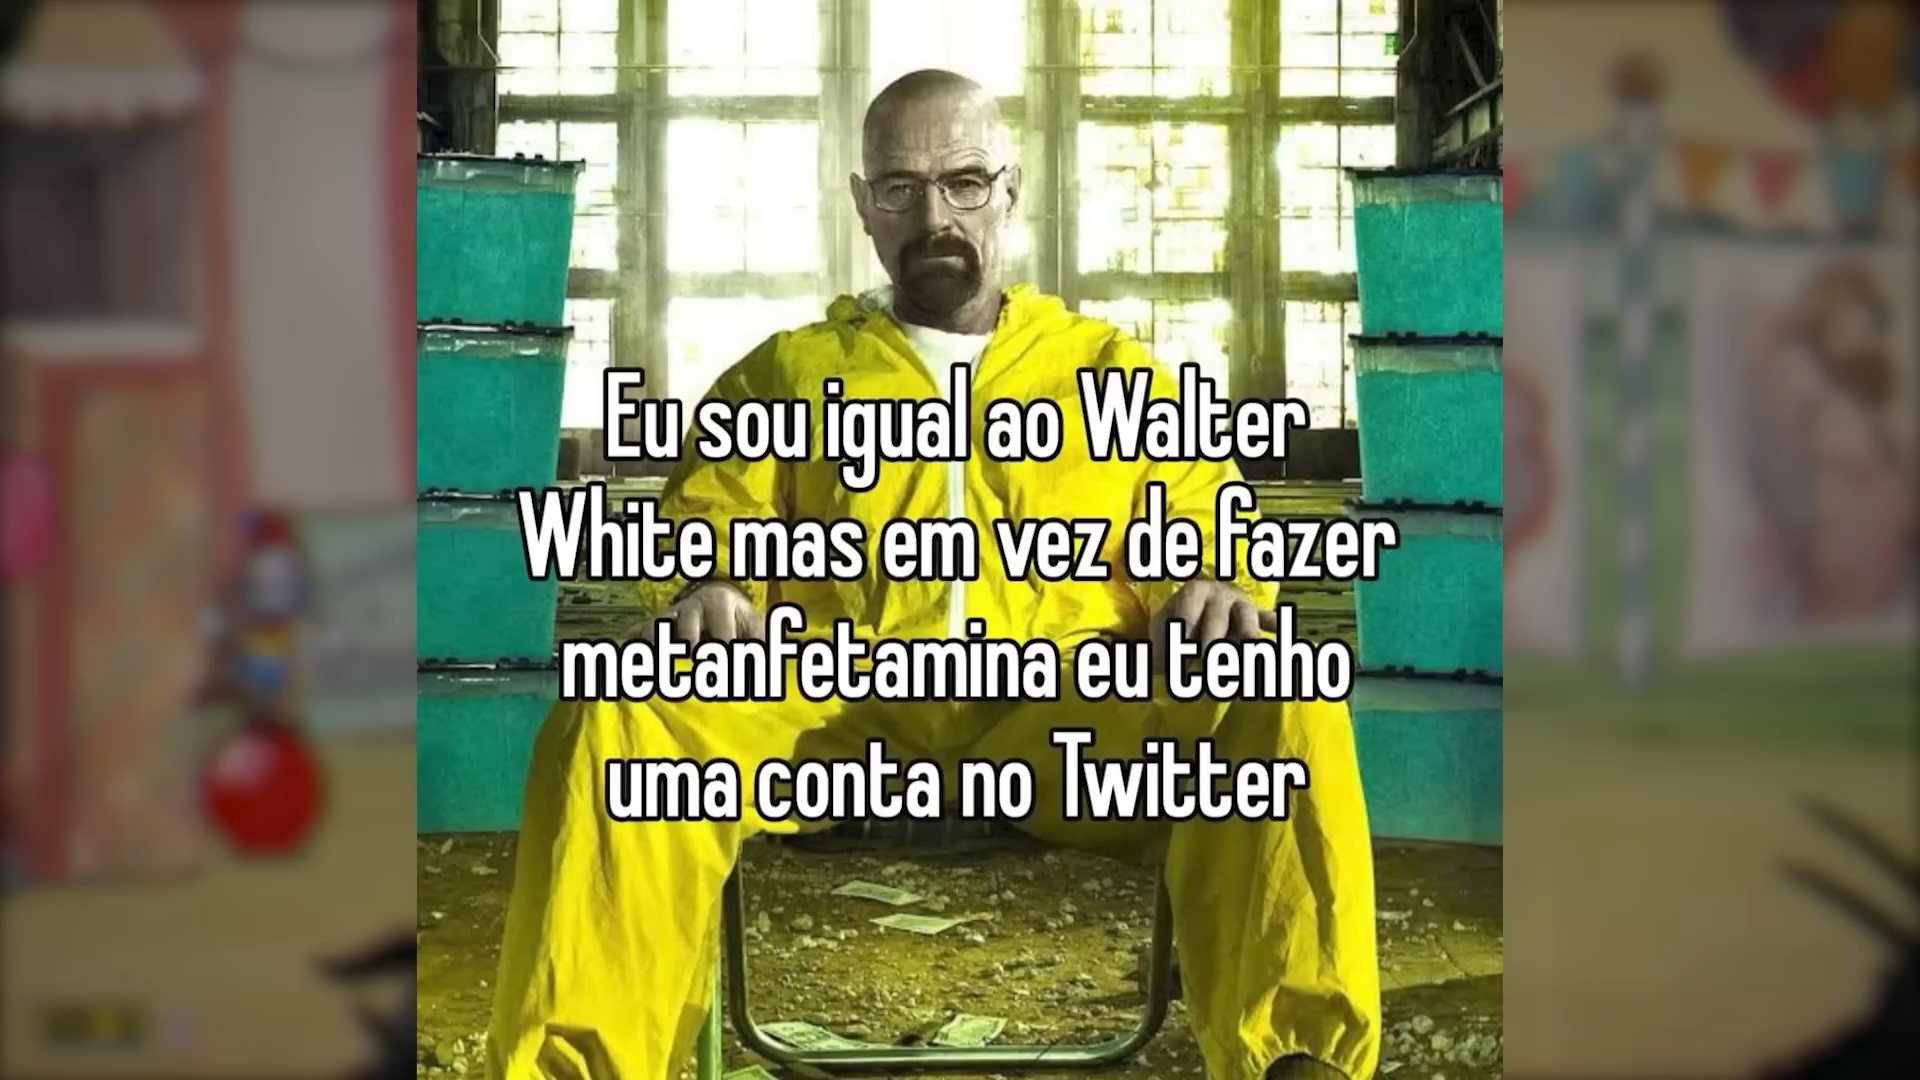 Eu sou igual ao Walter
White mas em vez de fazer
metanfetamina eu tenho
uma conta no Twitter